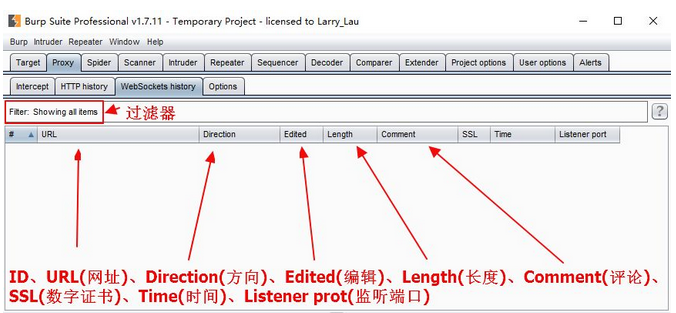 Burp Suite Professional v1.7.11 - Temporary Project - licensed to Larry_Lau
Burp Intruder Repeater Window Help
Target Proxy Spider Scanner Intruder Repeater Sequencer Decoder Comparer Extender Project options User options Alerts
Intercept HTTP history WebSockets history Options
Filter: Showing all items 过滤器 ?
# URL Direction Edited Length Comment SSL Time Listener port
ID、URL(网址)、Direction(方向)、Edited(编辑)、Length(长度)、Comment(评论)、
SSL(数字证书)、Time(时间)、Listener prot(监听端口)